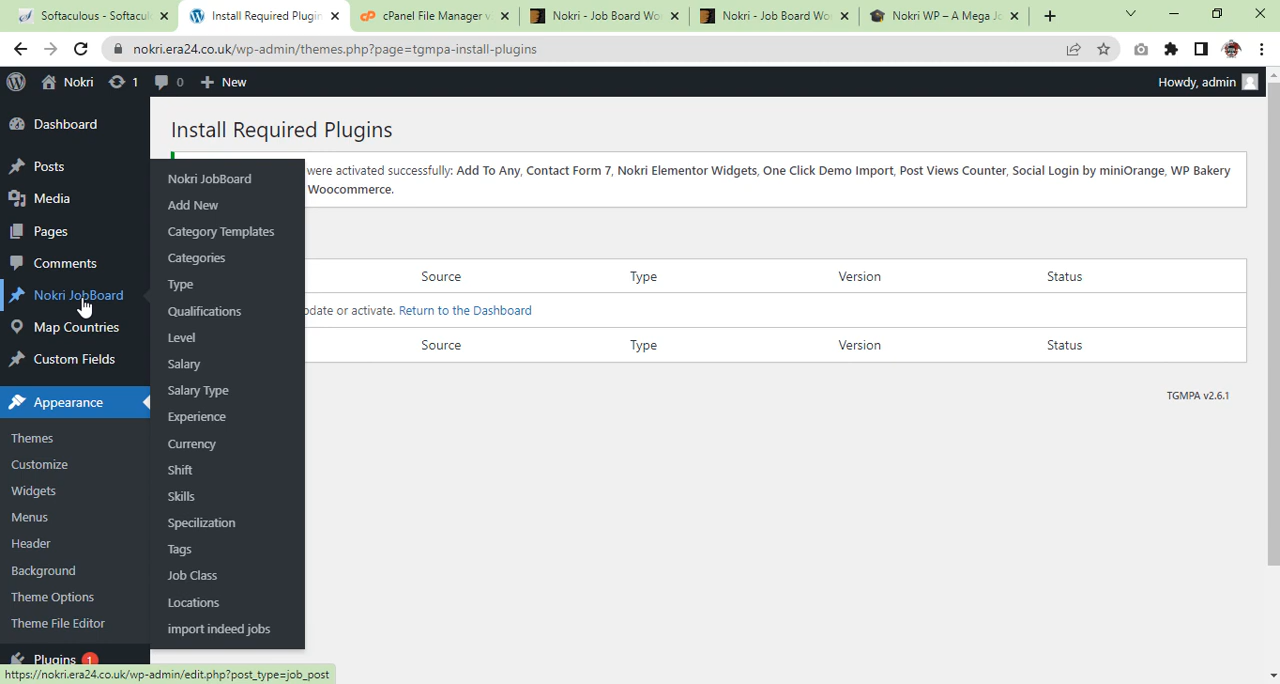 Softaculous - Softacul
Install Required Plugin
cPanel File Manager v
Nokri - Job Board Wo
Nokri - Job Board Wo
Nokri WP – A Mega Jo
nokri.era24.co.uk/wp-admin/themes.php?page=tgmpa-install-plugins
Nokri 1 0 New Howdy, admin
Dashboard
Posts
Media
Pages
Comments
Nokri JobBoard
Map Countries
Custom Fields
Appearance
Themes
Customize
Widgets
Menus
Header
Background
Theme Options
Theme File Editor
Plugins 1
Nokri JobBoard
Add New
Category Templates
Categories
Type
Qualifications
Level
Salary
Salary Type
Experience
Currency
Shift
Skills
Specilization
Tags
Job Class
Locations
import indeed jobs
Install Required Plugins
were activated successfully: Add To Any, Contact Form 7, Nokri Elementor Widgets, One Click Demo Import, Post Views Counter, Social Login by miniOrange, WP Bakery
Woocommerce.
Source Type Version Status
odate or activate. Return to the Dashboard
Source Type Version Status
TGMPA v2.6.1
https://nokri.era24.co.uk/wp-admin/edit.php?post_type=job_post